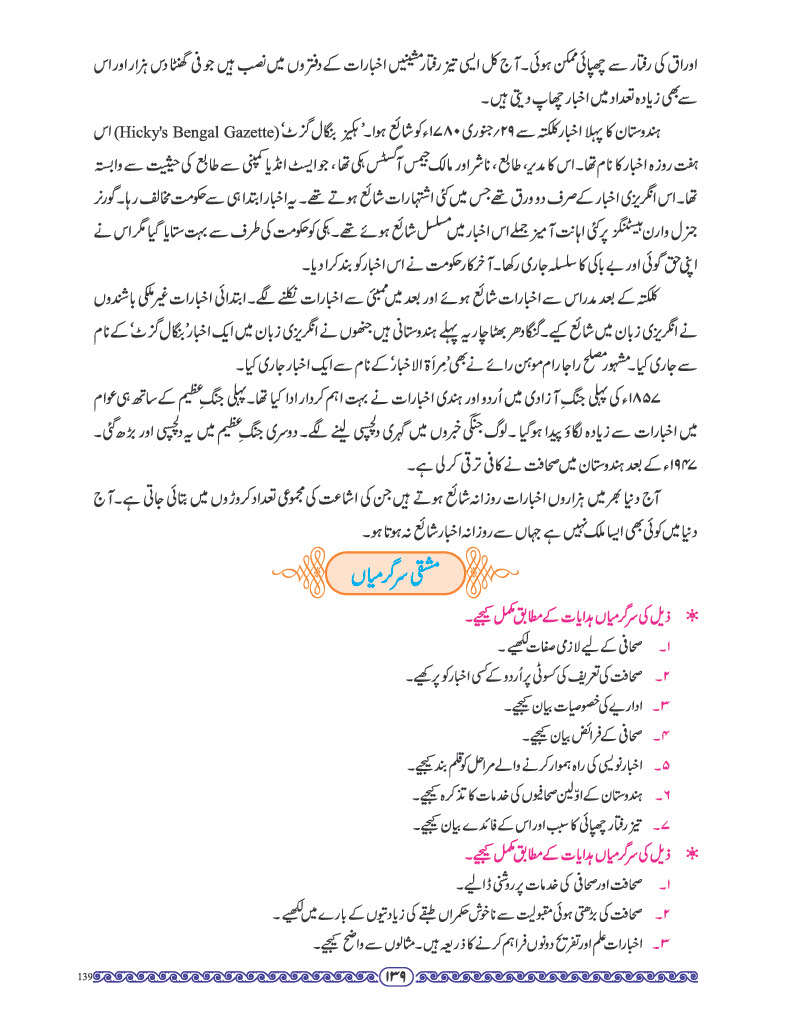 اوراق کی رفتار سے چھپائی ممکن ہوئی۔ آج کل ایسی تیز رفتار مشینیں اخبارات کے دفتروں میں نصب ہیں جو فی گھنٹا دس ہزار اور اس
سے بھی زیادہ تعداد میں اخبار چھاپ دیتی ہیں۔
ہندوستان کا پہلا اخبار کلکتہ سے ۲۹؍جنوری ۱۷۸۰ء کو شائع ہوا۔ ’ہکیز بنگال گزٹ‘ (Hicky's Bengal Gazette) اس
ہفت روزہ اخبار کا نام تھا۔ اس کا مدیر، طابع، ناشر اور مالک جیمس آگسٹس ہکی تھا، جو ایسٹ انڈیا کمپنی سے طابع کی حیثیت سے وابستہ
تھا۔ اس انگریزی اخبار کے صرف دو ورق تھے جس میں کئی اشتہارات شائع ہوتے تھے۔ یہ اخبار ابتدا ہی سے حکومت مخالف رہا۔ گورنر
جنرل وارن ہیسٹنگز پر کئی اہانت آمیز جملے اس اخبار میں مسلسل شائع ہوئے تھے۔ ہکی کو حکومت کی طرف سے بہت ستایا گیا مگر اس نے
اپنی حق گوئی اور بے باکی کا سلسلہ جاری رکھا۔ آخرکار حکومت نے اس اخبار کو بند کرا دیا۔
کلکتہ کے بعد مدراس سے اخبارات شائع ہوئے اور بعد میں ممبئی سے اخبارات نکلنے لگے۔ ابتدائی اخبارات غیر ملکی باشندوں
نے انگریزی زبان میں شائع کیے۔ گنگا دھر بھٹاچاریہ پہلے ہندوستانی ہیں جنھوں نے انگریزی زبان میں ایک اخبار ’بنگال گزٹ‘ کے نام
سے جاری کیا۔ مشہور مصلح راجا رام موہن رائے نے بھی ’مراٰۃ الاخبار‘ کے نام سے ایک اخبار جاری کیا۔
۱۸۵۷ء کی پہلی جنگِ آزادی میں اُردو اور ہندی اخبارات نے بہت اہم کردار ادا کیا تھا۔ پہلی جنگِ عظیم کے ساتھ ہی عوام
میں اخبارات سے زیادہ لگاؤ پیدا ہوگیا۔ لوگ جنگی خبروں میں گہری دلچسپی لینے لگے۔ دوسری جنگِ عظیم میں یہ دلچسپی اور بڑھ گئی۔
۱۹۴۷ء کے بعد ہندوستان میں صحافت نے کافی ترقی کر لی ہے۔
آج دنیا بھر میں ہزاروں اخبارات روزانہ شائع ہوتے ہیں جن کی اشاعت کی مجموعی تعداد کروڑوں میں بتائی جاتی ہے۔ آج
دنیا میں کوئی بھی ایسا ملک نہیں ہے جہاں سے روزانہ اخبار شائع نہ ہوتا ہو۔
مشقی سرگرمیاں
* ذیل کی سرگرمیاں ہدایات کے مطابق مکمل کیجیے۔
۱۔ صحافی کے لیے لازمی صفات لکھیے۔
۲۔ صحافت کی تعریف کی کسوٹی پر اُردو کے کسی اخبار کو پرکھیے۔
۳۔ اداریے کی خصوصیات بیان کیجیے۔
۴۔ صحافی کے فرائض بیان کیجیے۔
۵۔ اخبار نویسی کی راہ ہموار کرنے والے مراحل کو قلم بند کیجیے۔
۶۔ ہندوستان کے اوّلین صحافیوں کی خدمات کا تذکرہ کیجیے۔
۷۔ تیز رفتار چھپائی کا سبب اور اس کے فائدے بیان کیجیے۔
* ذیل کی سرگرمیاں ہدایات کے مطابق مکمل کیجیے۔
۱۔ صحافت اور صحافی کی خدمات پر روشنی ڈالیے۔
۲۔ صحافت کی بڑھتی ہوئی مقبولیت سے ناخوش حکمراں طبقے کی زیادتیوں کے بارے میں لکھیے۔
۳۔ اخبارات علم اور تفریح دونوں فراہم کرنے کا ذریعہ ہیں۔ مثالوں سے واضح کیجیے۔
۱۳۹
139